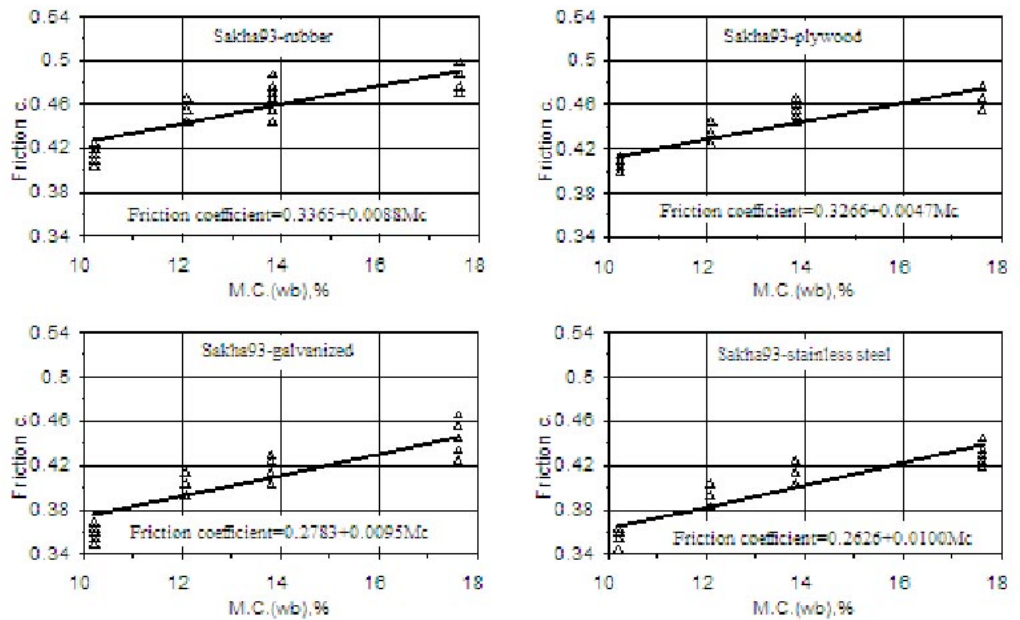 0.54
0.5
0.46
0.42
0.38
0.34
Friction c.
Sakha93-rubber
Friction coefficient=0.3365+0.0088Mc
10 12 14 16 18
M.C.(wb),%
0.54
0.5
0.46
0.42
0.38
0.34
Friction c.
Sakha93-plywood
Friction coefficient=0.3266+0.0047Mc
10 12 14 16 18
M.C.(wb),%
0.54
0.5
0.46
0.42
0.38
0.34
Friction c.
Sakha93-galvanized
Friction coefficient=0.2783+0.0095Mc
10 12 14 16 18
M.C.(wb),%
0.54
0.5
0.46
0.42
0.38
0.34
Friction c.
Sakha93-stainless steel
Friction coefficient=0.2626+0.0100Mc
10 12 14 16 18
M.C.(wb),%